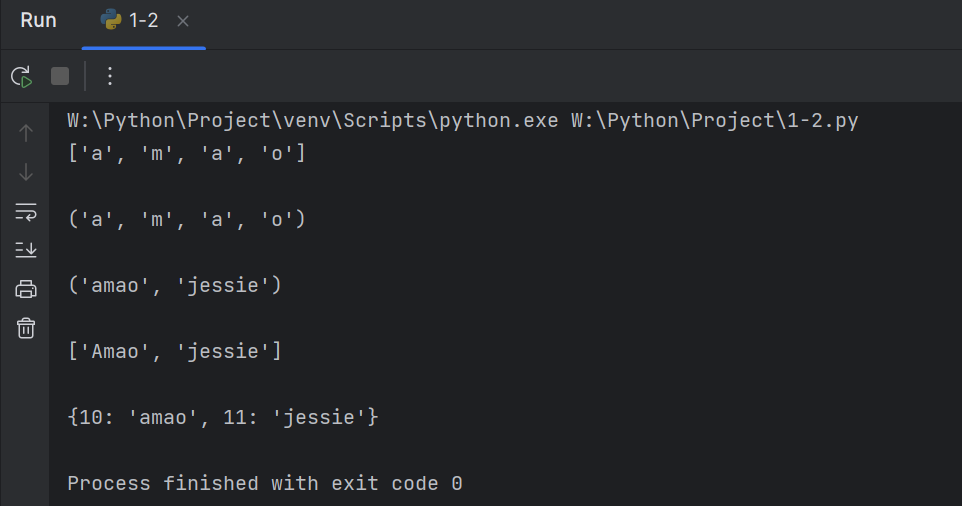 Run
1-2
W:\Python\Project\venv\Scripts\python.exe W:\Python\Project\1-2.py
['a', 'm', 'a', 'o']
('a', 'm', 'a', 'o')
('amao', 'jessie')
['Amao', 'jessie']
{10: 'amao', 11: 'jessie'}
Process finished with exit code 0